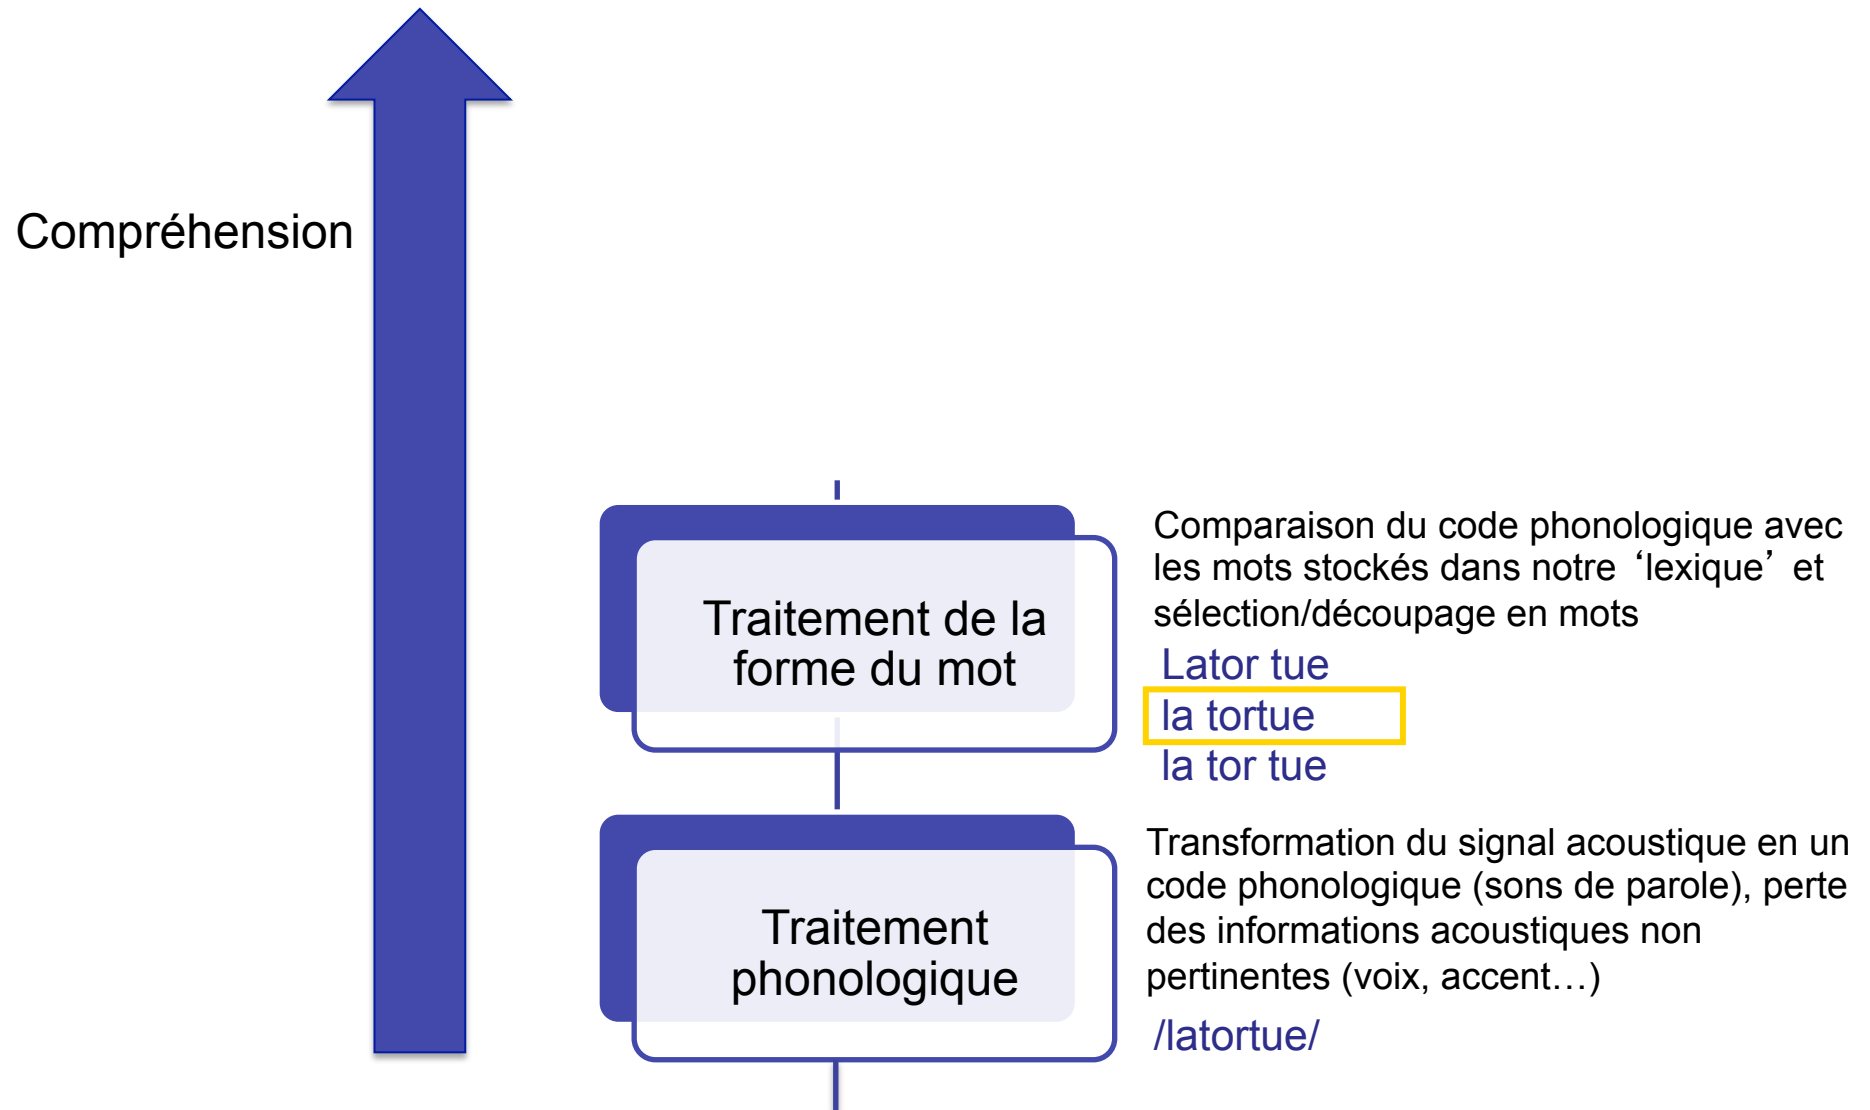 Compréhension
Traitement de la
forme du mot
Comparaison du code phonologique avec
les mots stockés dans notre ‘lexique’ et
sélection/découpage en mots
Lator tue
la tortue
la tor tue
Traitement
phonologique
Transformation du signal acoustique en un
code phonologique (sons de parole), perte
des informations acoustiques non
pertinentes (voix, accent…)
/latortue/